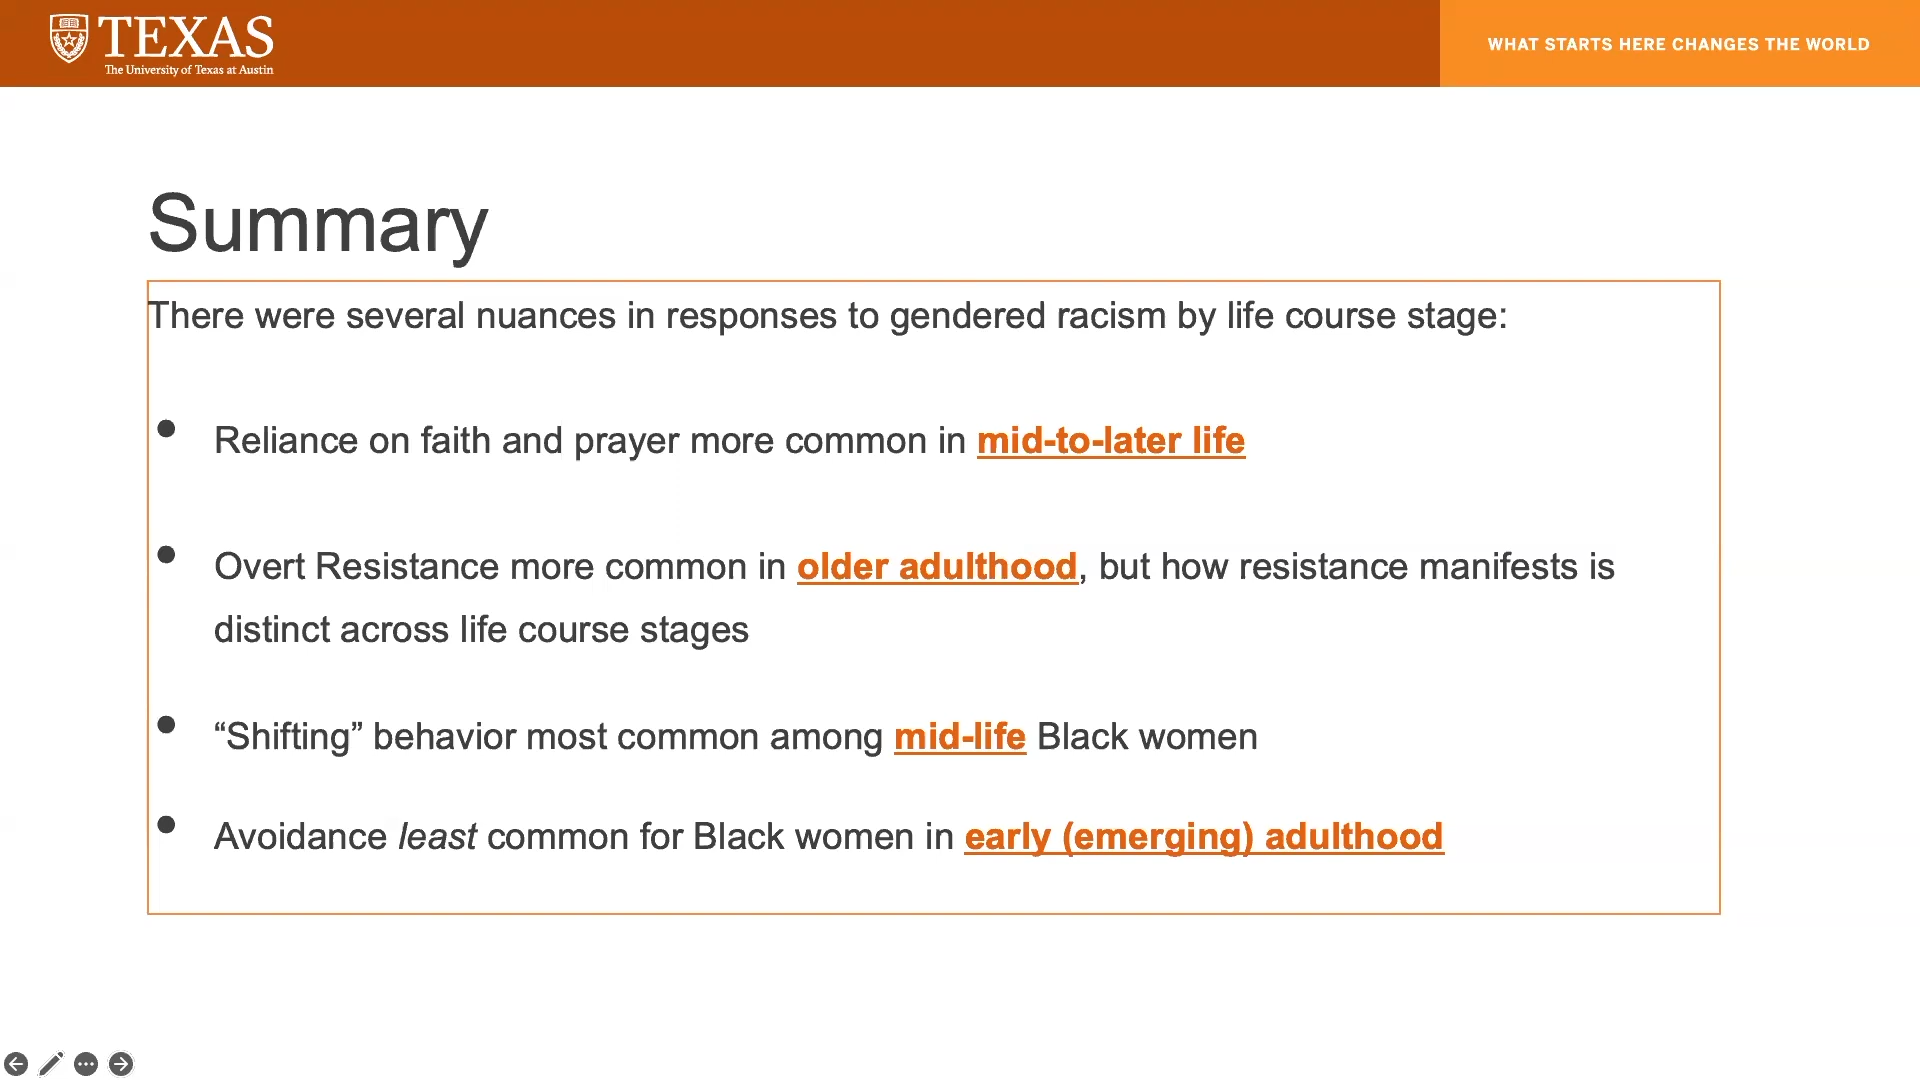 TEXAS
The University of Texas at Austin
WHAT STARTS HERE CHANGES THE WORLD
Summary
There were several nuances in responses to gendered racism by life course stage:
• Reliance on faith and prayer more common in mid-to-later life
• Overt Resistance more common in older adulthood, but how resistance manifests is
distinct across life course stages
• “Shifting” behavior most common among mid-life Black women
• Avoidance least common for Black women in early (emerging) adulthood